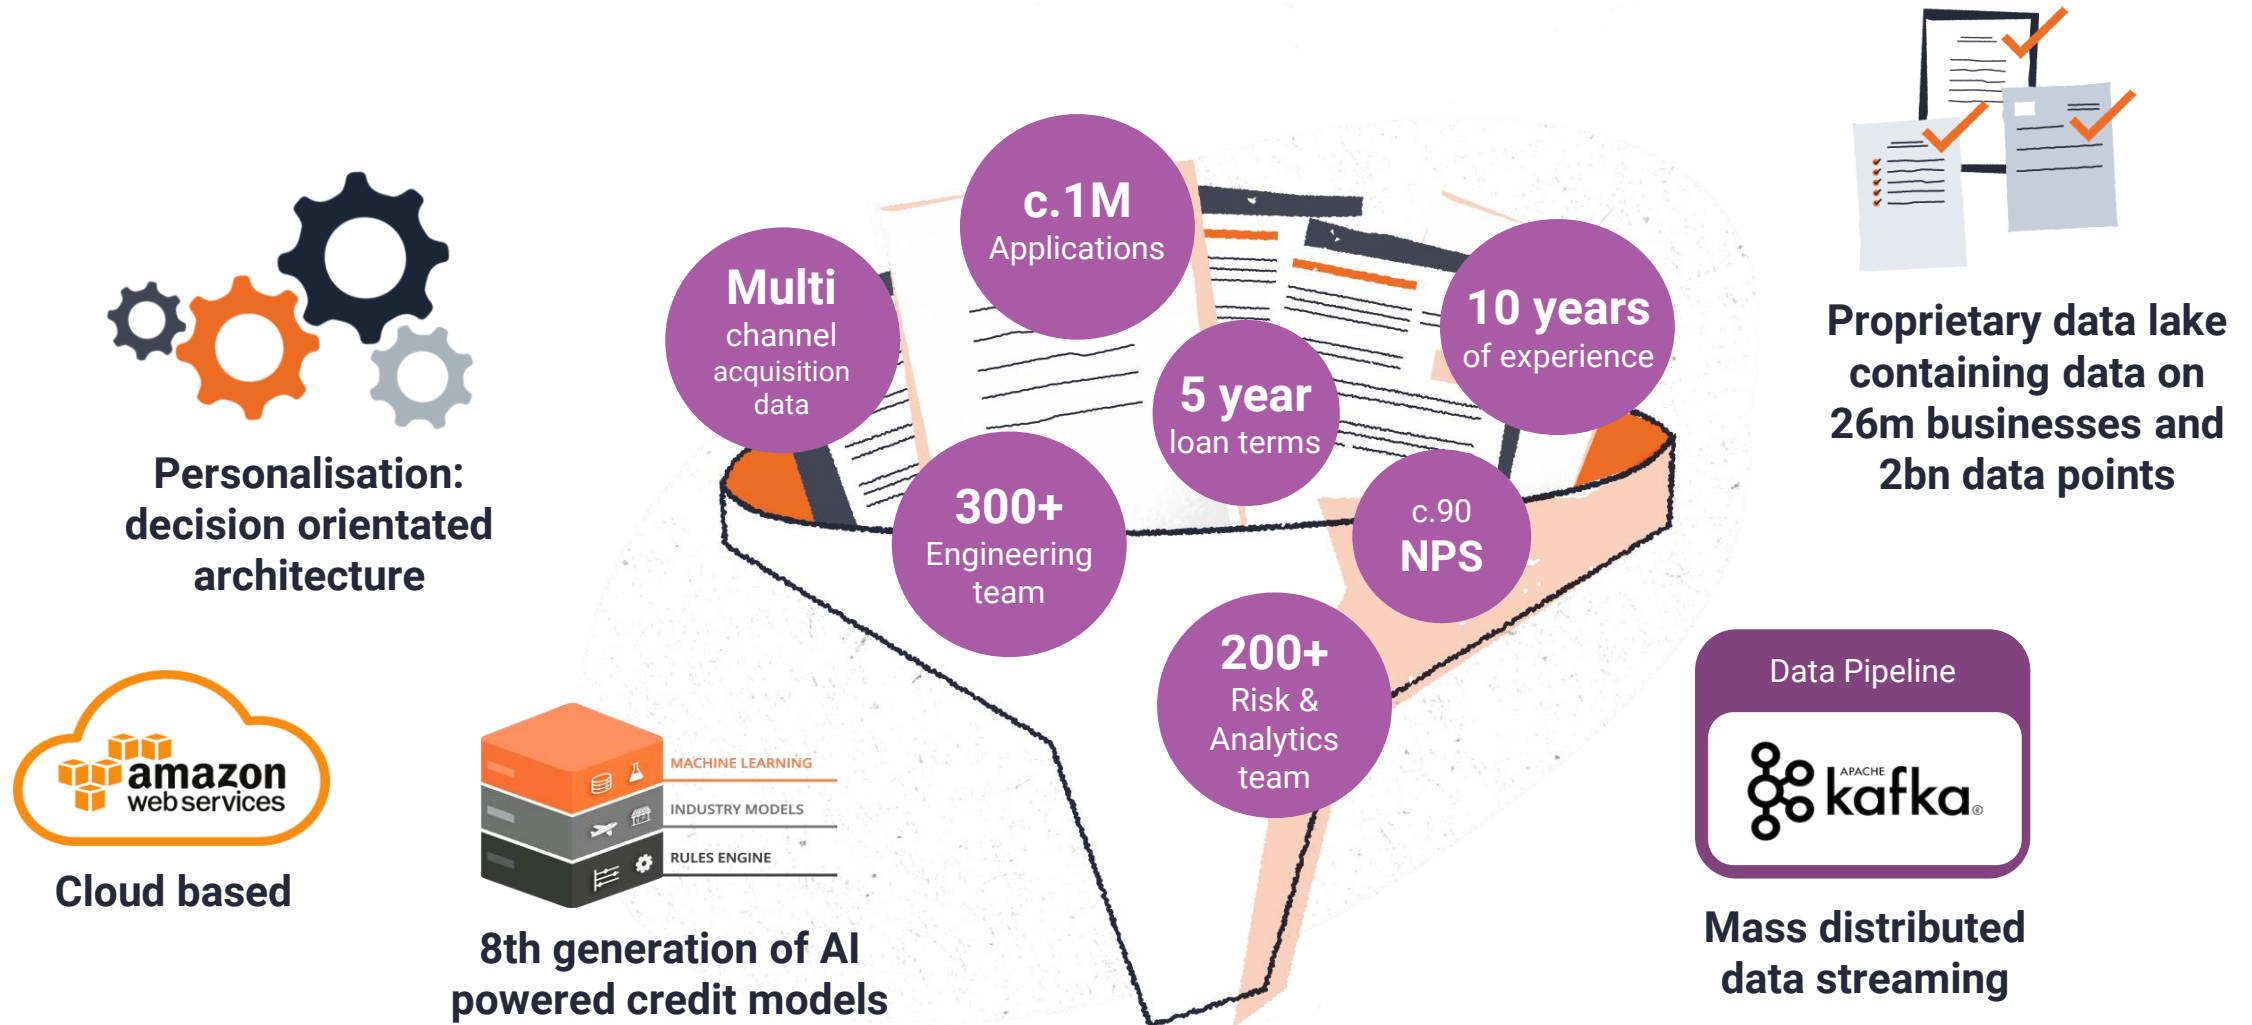 c.1M
Applications
Multi
channel
acquisition
data
10 years
of experience
5 year
loan terms
300+
Engineering
team
c.90
NPS
200+
Risk &
Analytics
team
Personalisation:
decision orientated
architecture
Proprietary data lake
containing data on
26m businesses and
2bn data points
amazon
web services
Cloud based
MACHINE LEARNING
INDUSTRY MODELS
RULES ENGINE
8th generation of AI
powered credit models
Data Pipeline
APACHE
kafka®
Mass distributed
data streaming